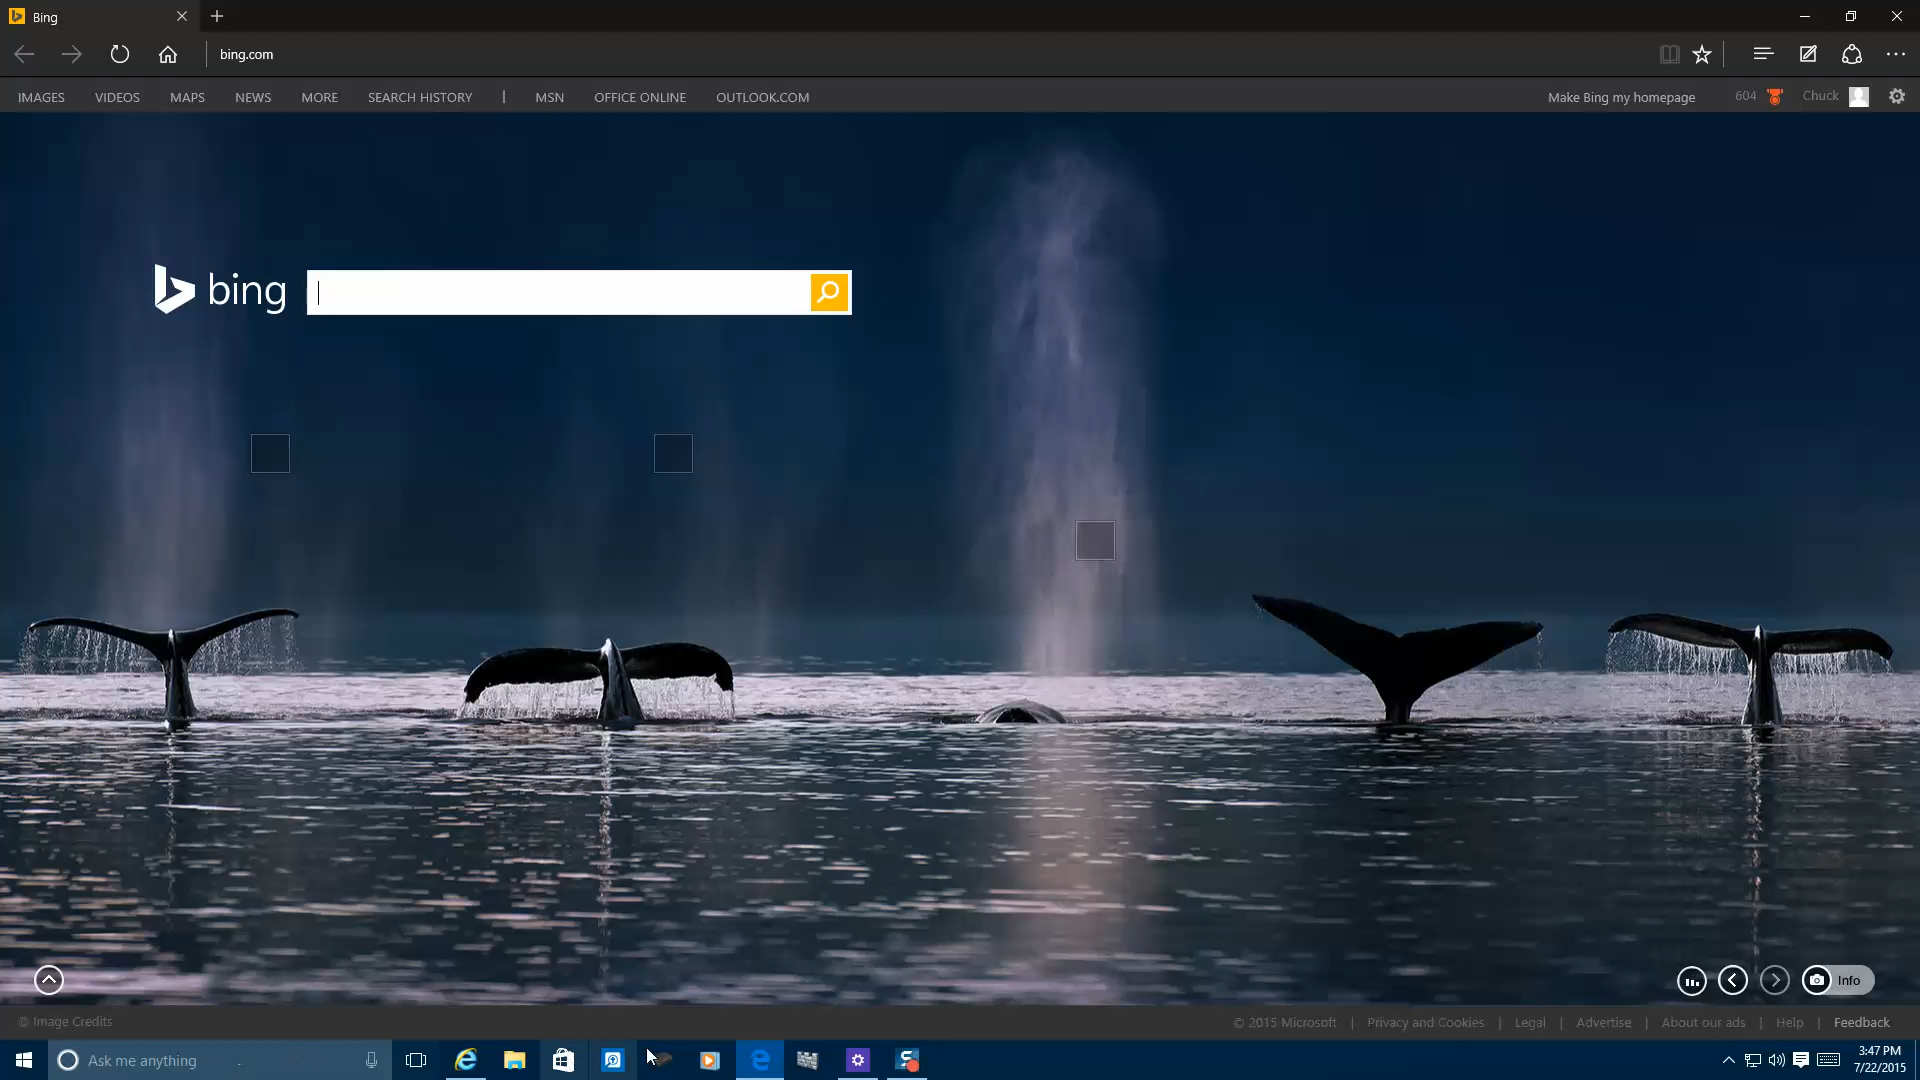 Bing
bing.com
IMAGES VIDEOS MAPS NEWS MORE SEARCH HISTORY | MSN OFFICE ONLINE OUTLOOK.COM Make Bing my homepage 604 Chuck
bing
Info
© Image Credits © 2015 Microsoft | Privacy and Cookies | Legal | Advertise | About our ads | Help | Feedback
Ask me anything
3:47 PM
7/22/2015